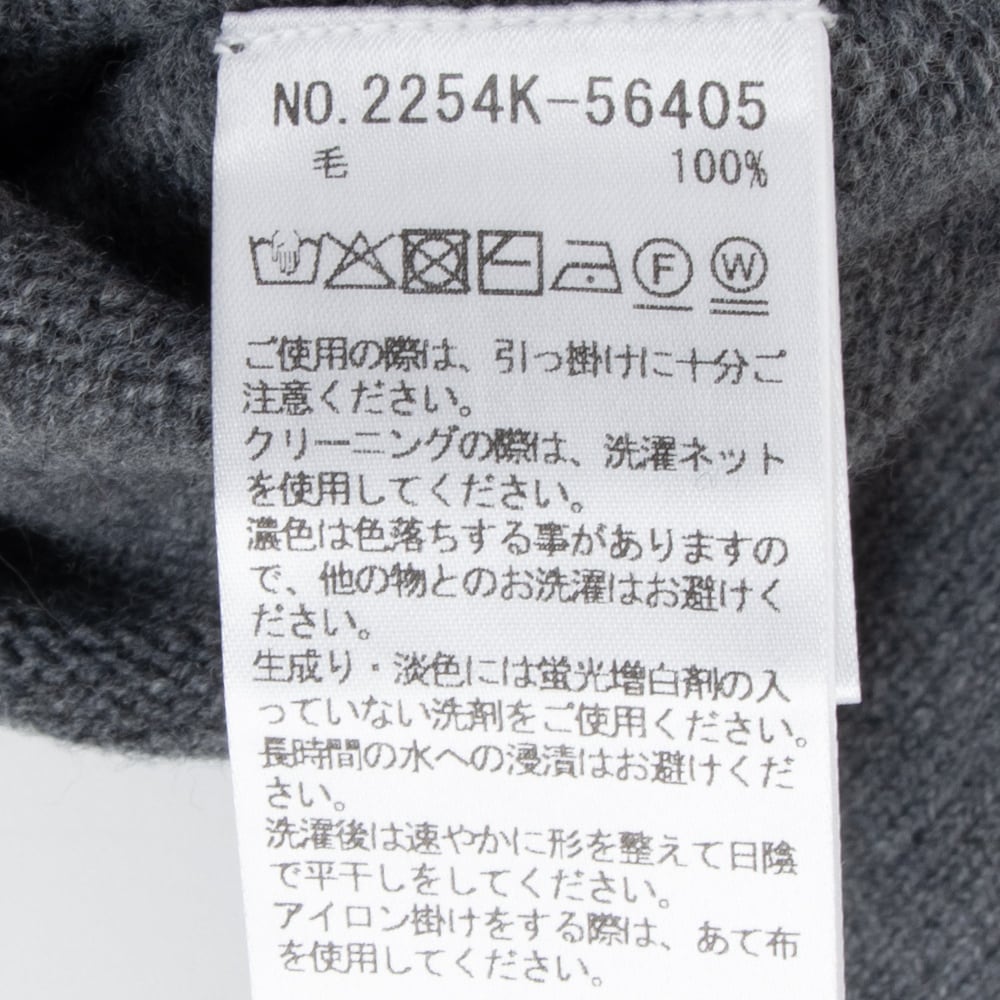 NO.2254K-56405
毛 100%
F W
ご使用の際は、引っ掛けに十分ご
注意ください。
クリーニングの際は、洗濯ネット
を使用してください。
濃色は色落ちする事がありますの
で、他の物とのお洗濯はお避けく
ださい。
生成り・淡色には蛍光増白剤の入
っていない洗剤をご使用ください。
長時間の水への浸漬はお避けくだ
さい。
洗濯後は速やかに形を整えて日陰
で平干しをしてください。
アイロン掛けをする際は、あて布
を使用してください。